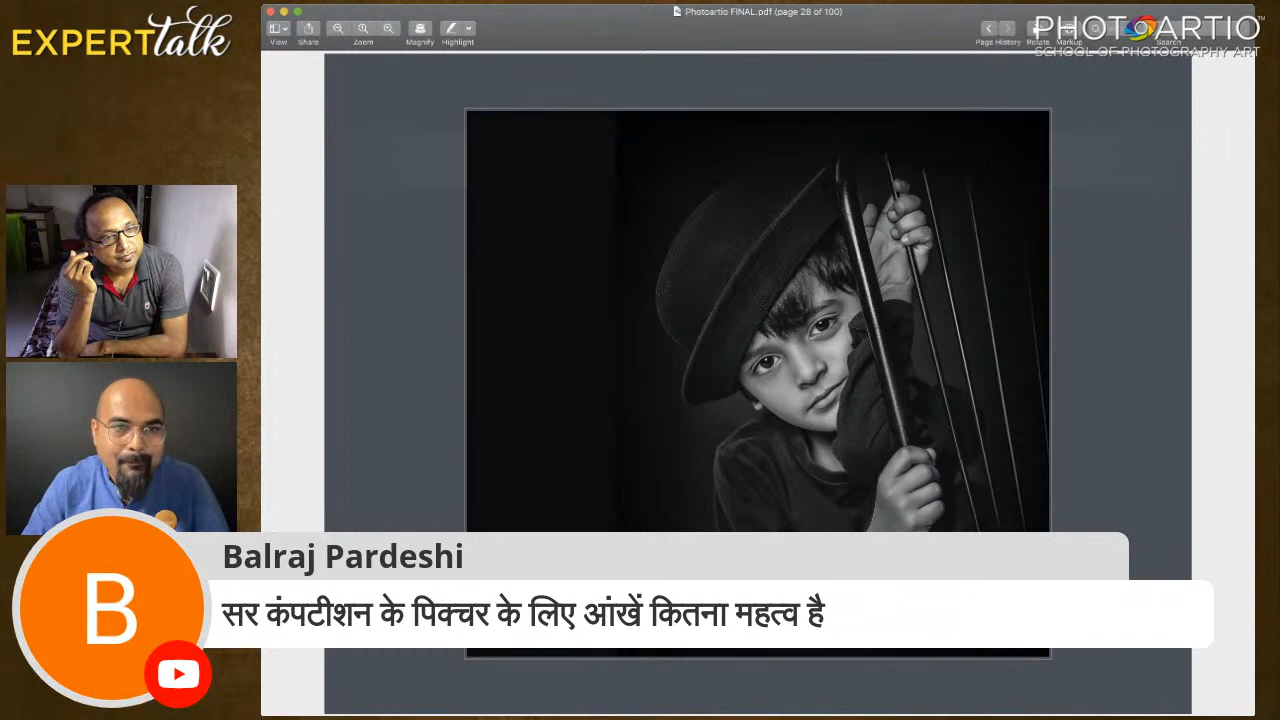 EXPERTtalk
Photoartio FINAL.pdf (page 28 of 100)
PHOTOARTIO™
SCHOOL OF PHOTOGRAPHY ART
View
Share
Zoom
Magnify
Highlight
Page History
Rotate
Markup
Search
Balraj Pardeshi
B
सर कंपटीशन के पिक्चर के लिए आंखें कितना महत्व है